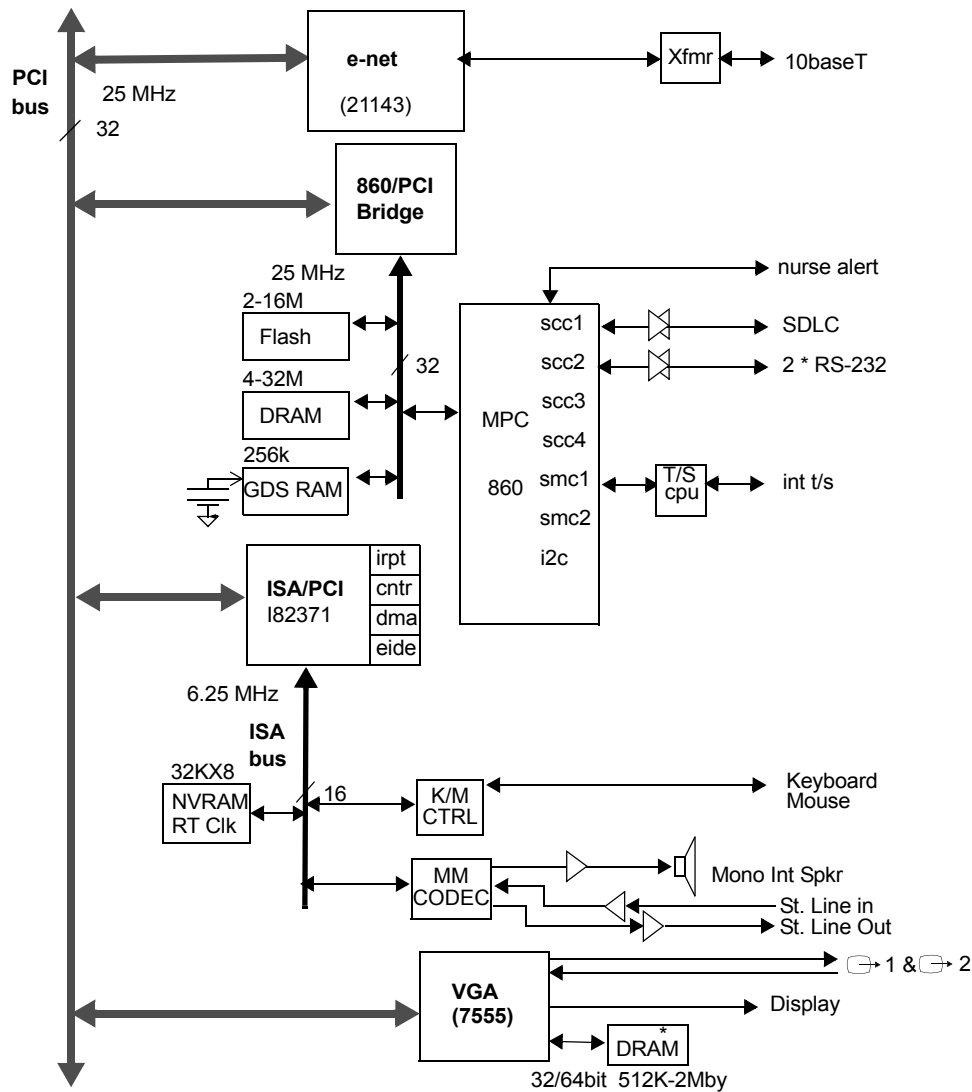 PCI
bus
25 MHz
32
e-net
(21143)
Xfmr
10baseT
860/PCI
Bridge
25 MHz
2-16M
Flash
4-32M
DRAM
256k
GDS RAM
32
MPC
860
scc1
scc2
scc3
scc4
smc1
smc2
i2c
nurse alert
SDLC
2 * RS-232
T/S
cpu
int t/s
ISA/PCI
I82371
irpt
cntr
dma
eide
6.25 MHz
ISA
bus
16
32KX8
NVRAM
RT Clk
K/M
CTRL
Keyboard
Mouse
MM
CODEC
Mono Int Spkr
St. Line in
St. Line Out
VGA
(7555)
1 & 2
Display
*
DRAM
32/64bit 512K-2Mby